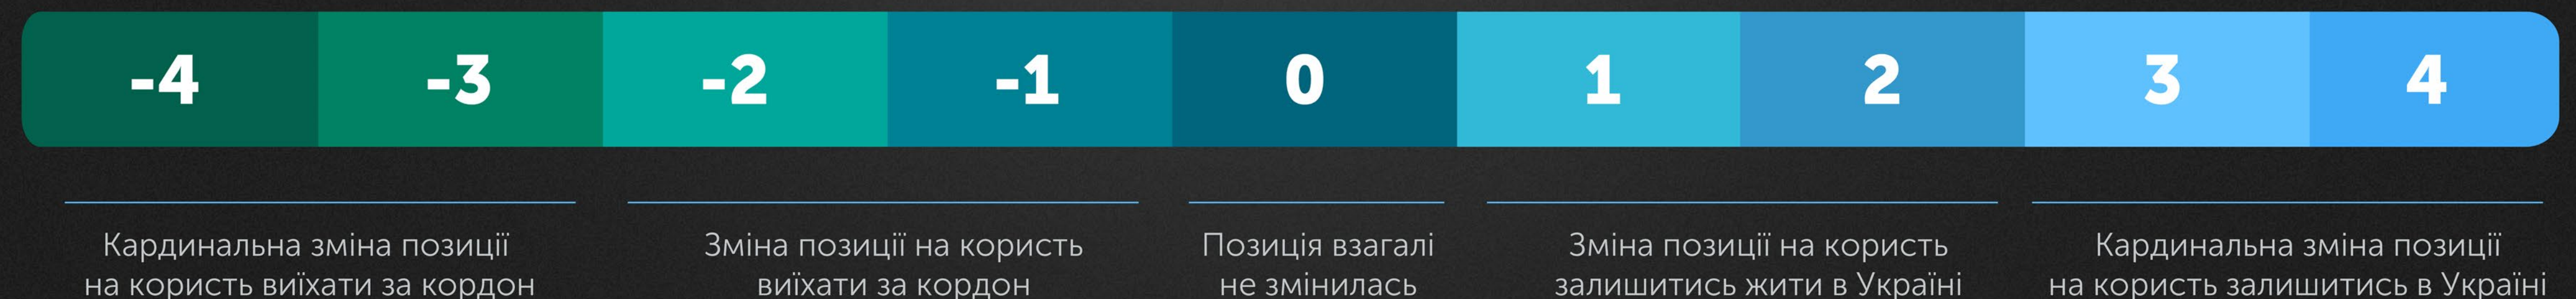 -4 -3 -2 -1 0 1 2 3 4
Кардинальна зміна позиції
на користь виїхати за кордон
Зміна позиції на користь
виїхати за кордон
Позиція взагалі
не змінилась
Зміна позиції на користь
залишитись жити в Україні
Кардинальна зміна позиції
на користь залишитись в Україні